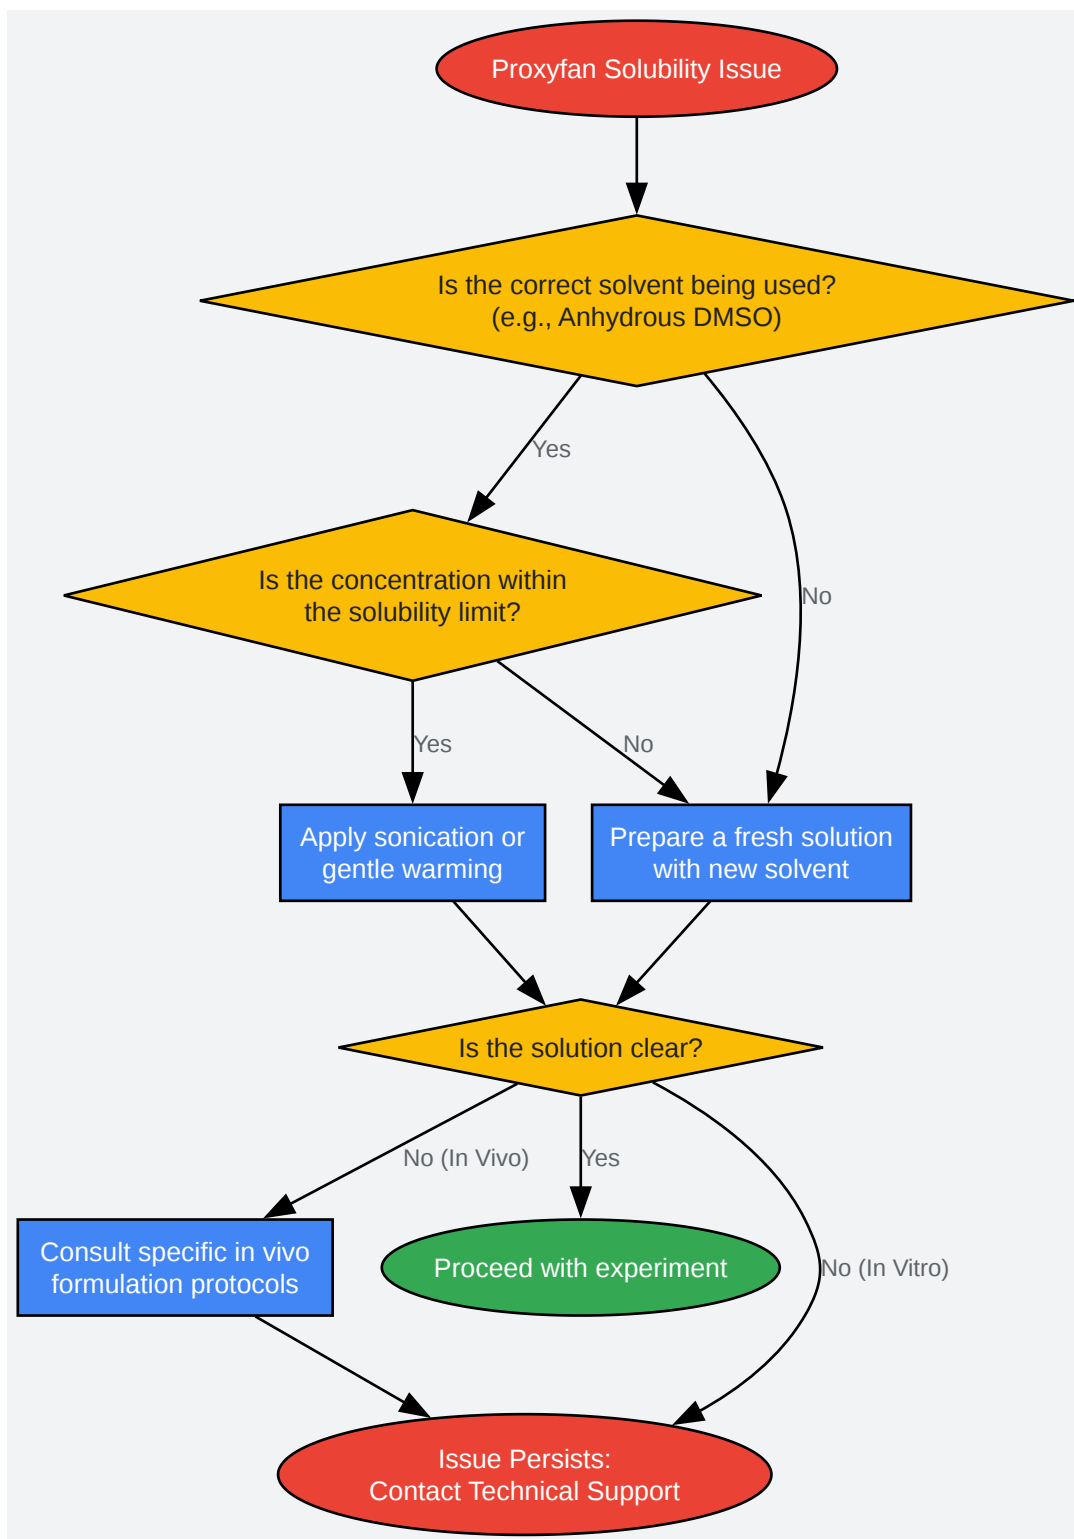 Proxyfan Solubility Issue
Is the correct solvent being used?
(e.g., Anhydrous DMSO)
Yes
Is the concentration within
the solubility limit?
No
Yes
No
Apply sonication or
gentle warming
Prepare a fresh solution
with new solvent
Is the solution clear?
No (In Vivo)
Yes
Consult specific in vivo
formulation protocols
Proceed with experiment
No (In Vitro)
Issue Persists:
Contact Technical Support